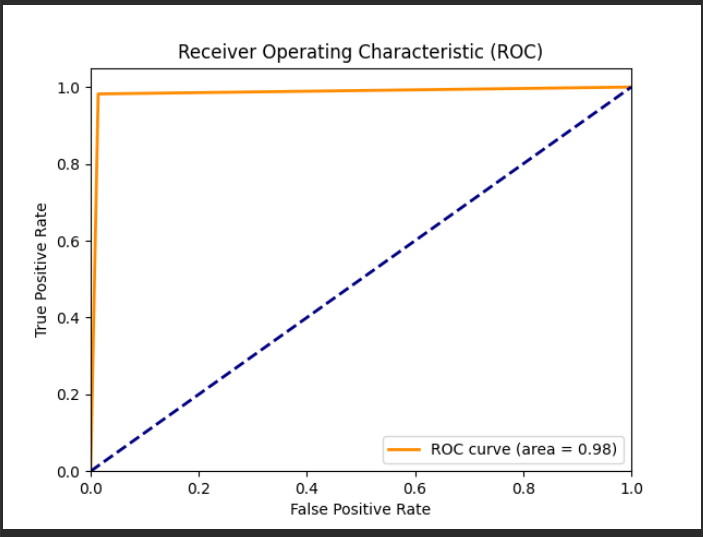 Receiver Operating Characteristic (ROC)
1.0
0.8
0.6
0.4
0.2
0.0
True Positive Rate
ROC curve (area = 0.98)
0.0 0.2 0.4 0.6 0.8 1.0
False Positive Rate